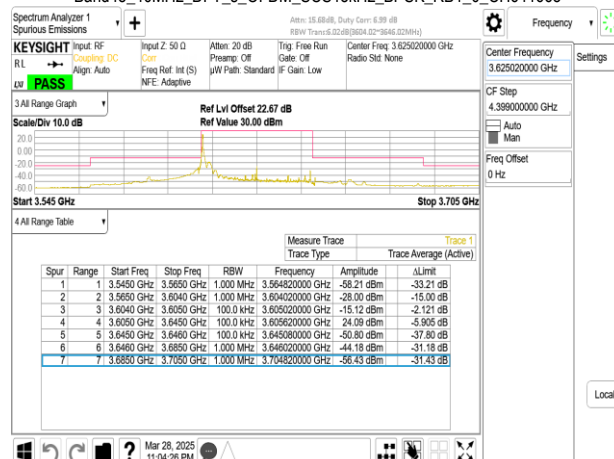 Spectrum Analyzer 1
Spurious Emissions
+
Attn: 15.68dB, Duty Corr: 6.99 dB
RBW Trans:6.02dB(3604.02~3646.02MHz)
Frequency
KEYSIGHT Input: RF Input Z: 50 Ω Atten: 20 dB Trig: Free Run Center Freq: 3.625020000 GHz
RL Coupling: DC Corr Preamp: Off Gate: Off Radio Std: None
Align: Auto Freq Ref: Int (S) µW Path: Standard IF Gain: Low
PASS NFE: Adaptive
Center Frequency
3.625020000 GHz
Settings
CF Step
4.399000000 GHz
Auto
Man
Freq Offset
0 Hz
3 All Range Graph
Ref Lvl Offset 22.67 dB
Scale/Div 10.0 dB Ref Value 30.00 dBm
20.0
0.00
-20.0
-40.0
-60.0
Start 3.545 GHz Stop 3.705 GHz
4 All Range Table
Measure Trace Trace 1
Trace Type Trace Average (Active)
Spur Range Start Freq Stop Freq RBW Frequency Amplitude ΔLimit
1 1 3.5450 GHz 3.5650 GHz 1.000 MHz 3.564820000 GHz -58.21 dBm -33.21 dB
2 2 3.5650 GHz 3.6040 GHz 1.000 MHz 3.604020000 GHz -28.00 dBm -15.00 dB
3 3 3.6040 GHz 3.6050 GHz 100.0 kHz 3.605020000 GHz -15.12 dBm -2.121 dB
4 4 3.6050 GHz 3.6450 GHz 100.0 kHz 3.605620000 GHz 24.09 dBm -5.905 dB
5 5 3.6450 GHz 3.6460 GHz 100.0 kHz 3.645080000 GHz -50.80 dBm -37.80 dB
6 6 3.6460 GHz 3.6850 GHz 1.000 MHz 3.646020000 GHz -44.18 dBm -31.18 dB
7 7 3.6850 GHz 3.7050 GHz 1.000 MHz 3.704820000 GHz -56.43 dBm -31.43 dB
Local
?
Mar 28, 2025
11:04:26 PM